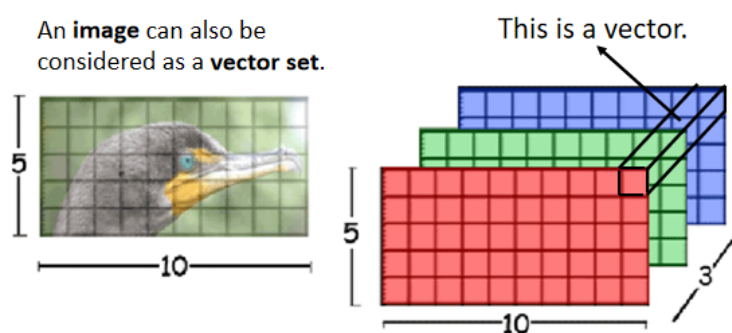 An image can also be
considered as a vector set.
This is a vector.
5
10
5
10
3